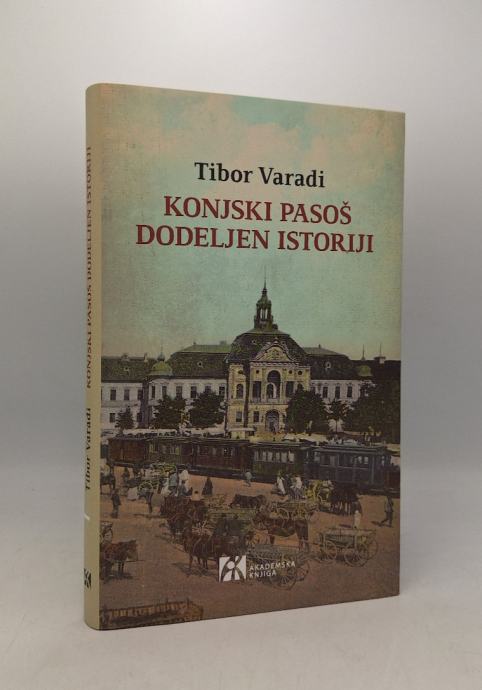 Tibor Varadi
KONJSKI PASOŠ
DODELJEN ISTORIJI
AKADEMSKA
KNJIGA
Tibor Varadi KONJSKI PASOŠ DODELJEN ISTORIJI